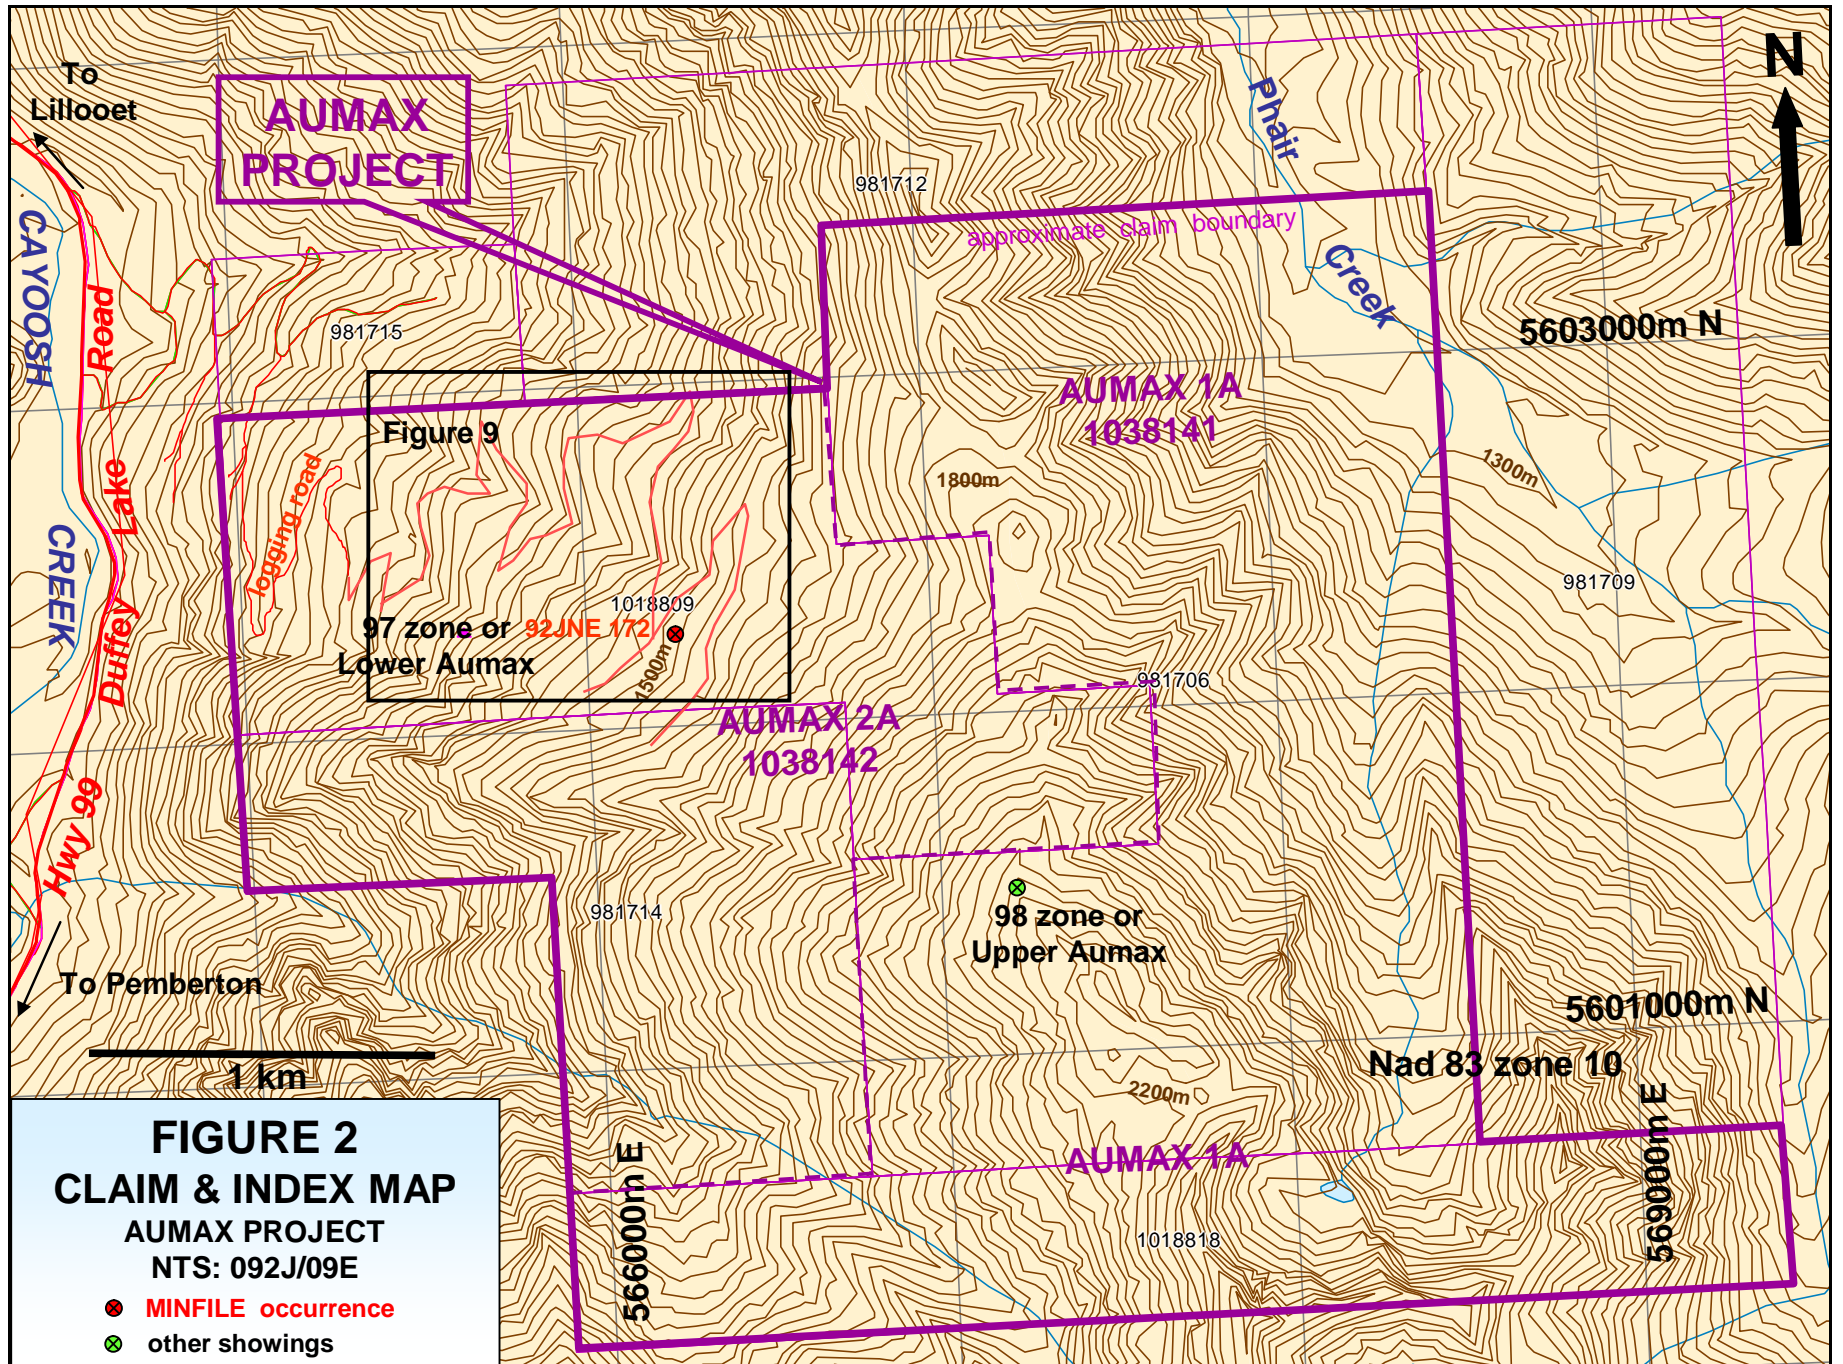 N
To
Lillooet
AUMAX
PROJECT
Phair
Creek
981712
approximate claim boundary
CAYOOSH
CREEK
Hwy 99
Duffey
Lake
Road
981715
5603000m N
AUMAX 1A
1038141
Figure 9
logging road
1800m
1300m
981709
1018809
97 zone or
Lower Aumax
92JNE 172
1500m
981706
AUMAX 2A
1038142
981714
98 zone or
Upper Aumax
To Pemberton
5601000m N
1 km
Nad 83 zone 10
2200m
AUMAX 1A
566000m E
569000m E
1018818
FIGURE 2
CLAIM & INDEX MAP
AUMAX PROJECT
NTS: 092J/09E
MINFILE occurrence
other showings